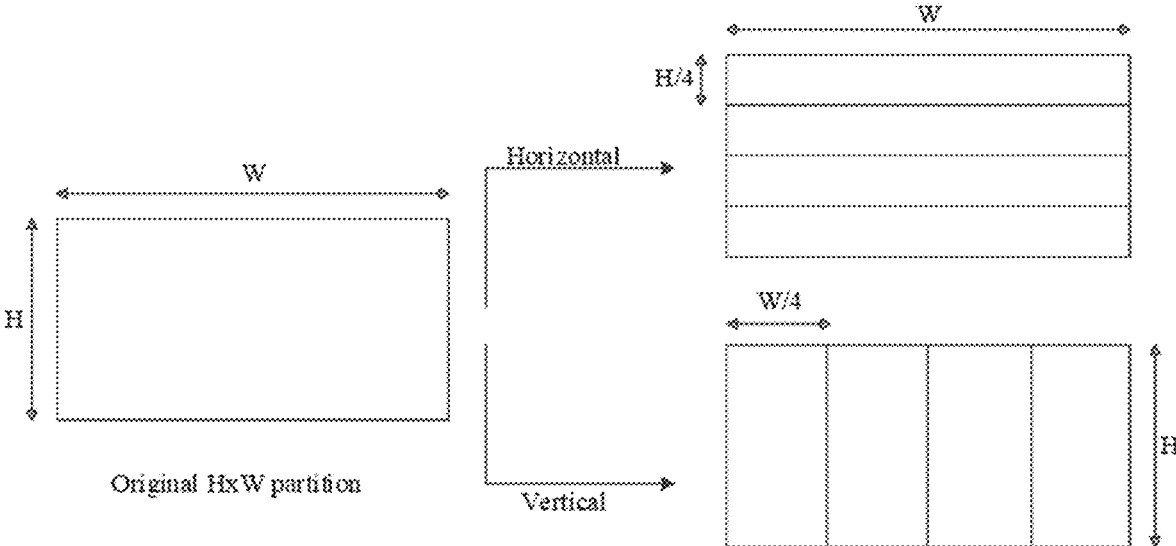 W
H
Original HxW partition
Horizontal
Vertical
W
H/4
W/4
H